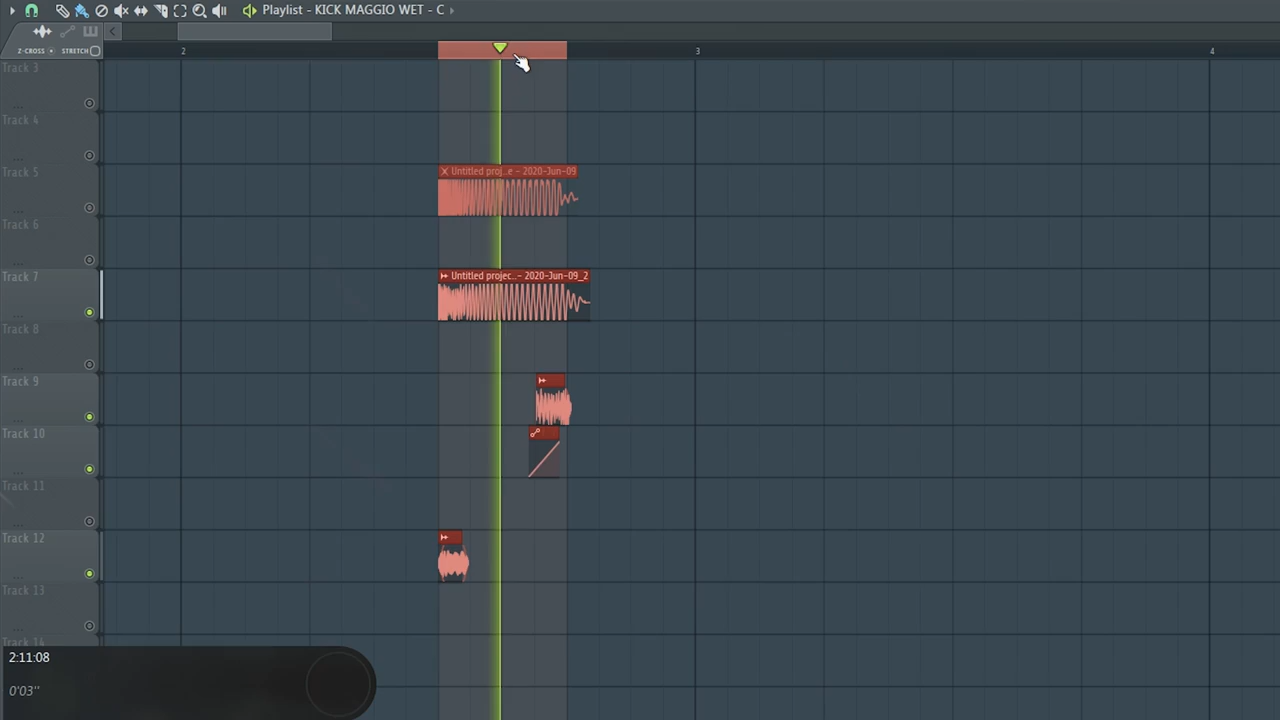 Playlist - KICK MAGGIO WET - C
Z-CROSS STRETCH
2 3 4
Track 3
Track 4
Track 5
Untitled proj..e - 2020-Jun-09
Track 6
Track 7
Untitled projec..- 2020-Jun-09_2
Track 8
Track 9
Track 10
Track 11
Track 12
Track 13
Track 14
2:11:08
0'03''